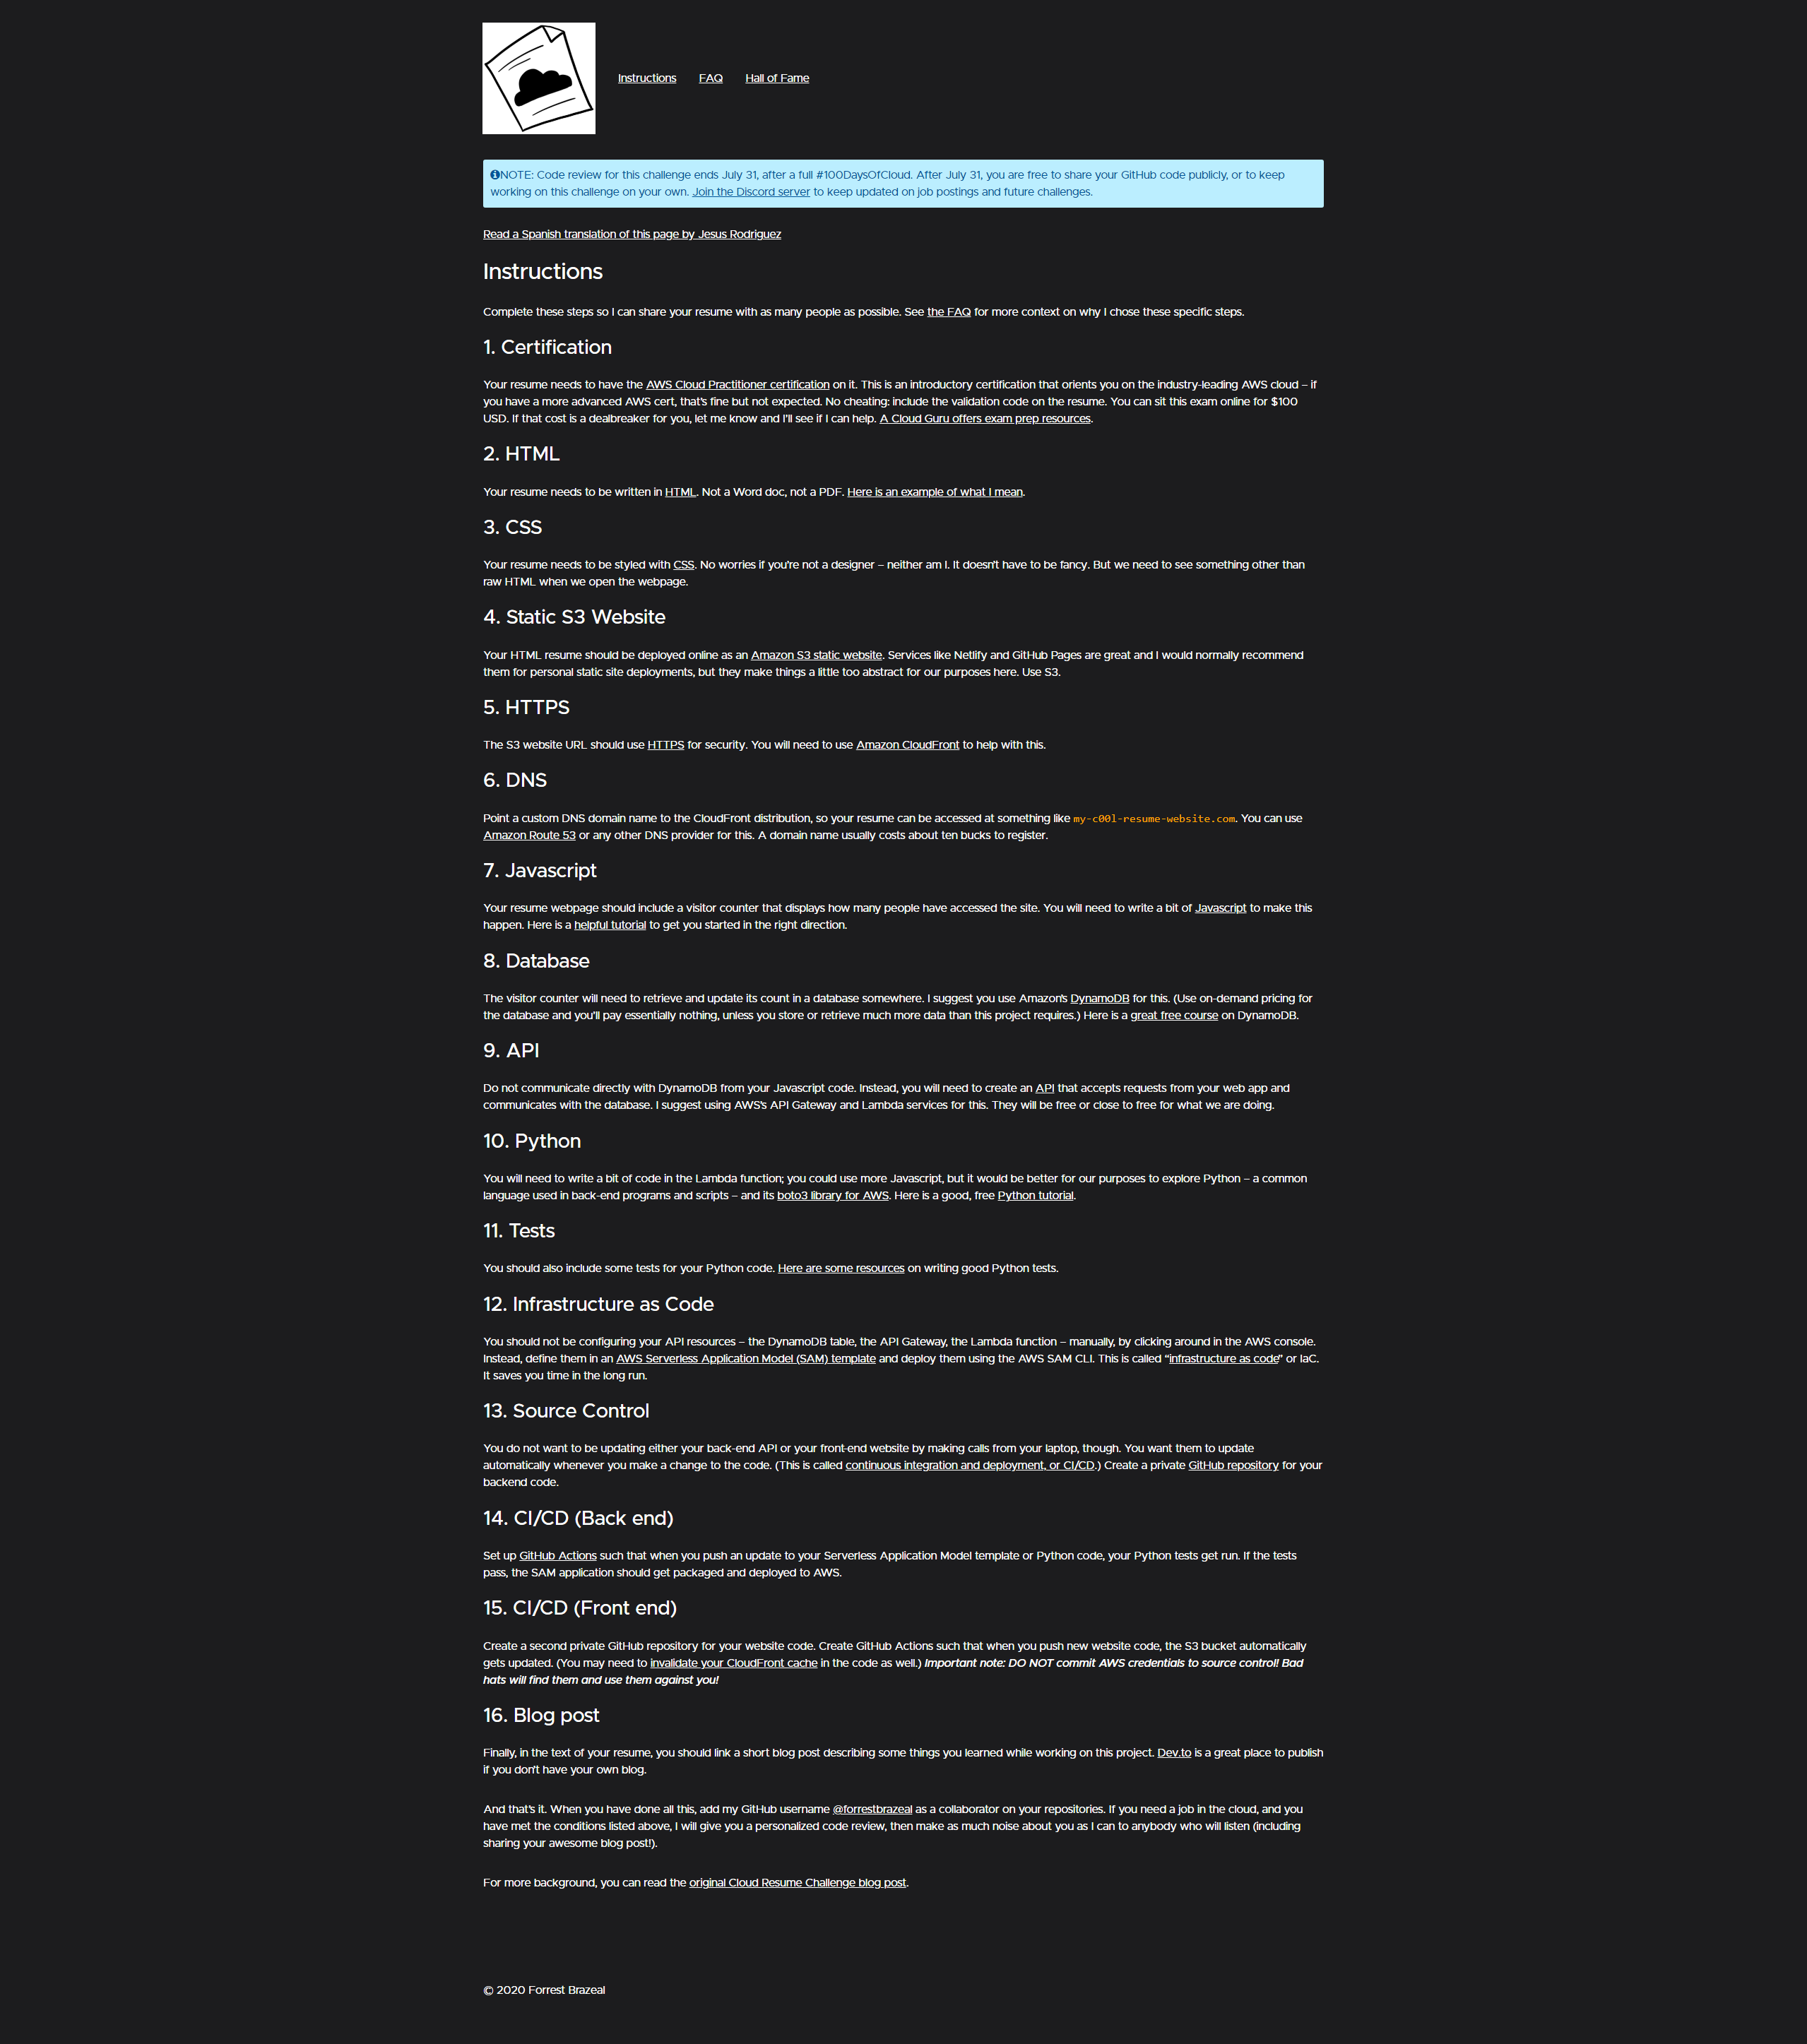 Instructions FAQ Hall of Fame
NOTE: Code review for this challenge ends July 31, after a full #100DaysOfCloud. After July 31, you are free to share your GitHub code publicly, or to keep
working on this challenge on your own. Join the Discord server to keep updated on job postings and future challenges.
Read a Spanish translation of this page by Jesus Rodriguez
Instructions
Complete these steps so I can share your resume with as many people as possible. See the FAQ for more context on why I chose these specific steps.
1. Certification
Your resume needs to have the AWS Cloud Practitioner certification on it. This is an introductory certification that orients you on the industry-leading AWS cloud – if
you have a more advanced AWS cert, that's fine but not expected. No cheating: include the validation code on the resume. You can sit this exam online for $100
USD. If that cost is a dealbreaker for you, let me know and I'll see if I can help. A Cloud Guru offers exam prep resources.
2. HTML
Your resume needs to be written in HTML. Not a Word doc, not a PDF. Here is an example of what I mean.
3. CSS
Your resume needs to be styled with CSS. No worries if you're not a designer – neither am I. It doesn't have to be fancy. But we need to see something other than
raw HTML when we open the webpage.
4. Static S3 Website
Your HTML resume should be deployed online as an Amazon S3 static website. Services like Netlify and GitHub Pages are great and I would normally recommend
them for personal static site deployments, but they make things a little too abstract for our purposes here. Use S3.
5. HTTPS
The S3 website URL should use HTTPS for security. You will need to use Amazon CloudFront to help with this.
6. DNS
Point a custom DNS domain name to the CloudFront distribution, so your resume can be accessed at something like my-c00l-resume-website.com. You can use
Amazon Route 53 or any other DNS provider for this. A domain name usually costs about ten bucks to register.
7. Javascript
Your resume webpage should include a visitor counter that displays how many people have accessed the site. You will need to write a bit of Javascript to make this
happen. Here is a helpful tutorial to get you started in the right direction.
8. Database
The visitor counter will need to retrieve and update its count in a database somewhere. I suggest you use Amazon's DynamoDB for this. (Use on-demand pricing for
the database and you'll pay essentially nothing, unless you store or retrieve much more data than this project requires.) Here is a great free course on DynamoDB.
9. API
Do not communicate directly with DynamoDB from your Javascript code. Instead, you will need to create an API that accepts requests from your web app and
communicates with the database. I suggest using AWS's API Gateway and Lambda services for this. They will be free or close to free for what we are doing.
10. Python
You will need to write a bit of code in the Lambda function; you could use more Javascript, but it would be better for our purposes to explore Python – a common
language used in back-end programs and scripts – and its boto3 library for AWS. Here is a good, free Python tutorial.
11. Tests
You should also include some tests for your Python code. Here are some resources on writing good Python tests.
12. Infrastructure as Code
You should not be configuring your API resources – the DynamoDB table, the API Gateway, the Lambda function – manually, by clicking around in the AWS console.
Instead, define them in an AWS Serverless Application Model (SAM) template and deploy them using the AWS SAM CLI. This is called “infrastructure as code” or IaC.
It saves you time in the long run.
13. Source Control
You do not want to be updating either your back-end API or your front-end website by making calls from your laptop, though. You want them to update
automatically whenever you make a change to the code. (This is called continuous integration and deployment, or CI/CD.) Create a private GitHub repository for your
backend code.
14. CI/CD (Back end)
Set up GitHub Actions such that when you push an update to your Serverless Application Model template or Python code, your Python tests get run. If the tests
pass, the SAM application should get packaged and deployed to AWS.
15. CI/CD (Front end)
Create a second private GitHub repository for your website code. Create GitHub Actions such that when you push new website code, the S3 bucket automatically
gets updated. (You may need to invalidate your CloudFront cache in the code as well.) Important note: DO NOT commit AWS credentials to source control! Bad
hats will find them and use them against you!
16. Blog post
Finally, in the text of your resume, you should link a short blog post describing some things you learned while working on this project. Dev.to is a great place to publish
if you don't have your own blog.
And that's it. When you have done all this, add my GitHub username @forrestbrazeal as a collaborator on your repositories. If you need a job in the cloud, and you
have met the conditions listed above, I will give you a personalized code review, then make as much noise about you as I can to anybody who will listen (including
sharing your awesome blog post!).
For more background, you can read the original Cloud Resume Challenge blog post.
© 2020 Forrest Brazeal